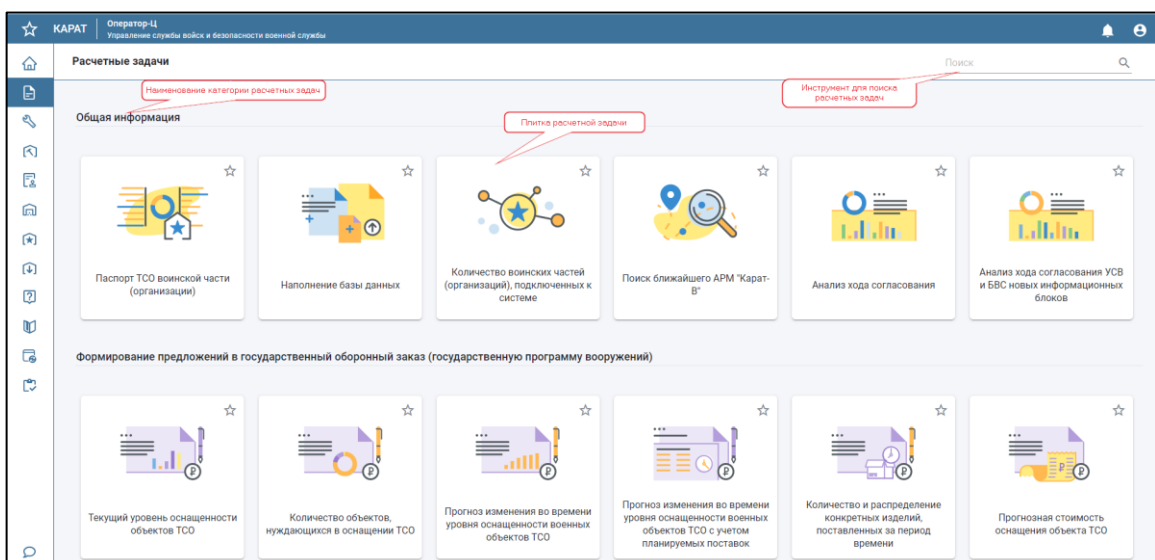 КАРАТ
Оператор-Ц
Управление службы войск и безопасности военной службы
Расчетные задачи
Поиск
Наименование категории расчетных задач
Инструмент для поиска
расчетных задач
Общая информация
Плитка расчетной задачи
Паспорт ТСО воинской части
(организации)
Наполнение базы данных
Количество воинских частей
(организаций), подключенных к
системе
Поиск ближайшего АРМ "Карат-
В"
Анализ хода согласования
Анализ хода согласования УСВ
и БВС новых информационных
блоков
Формирование предложений в государственный оборонный заказ (государственную программу вооружений)
Текущий уровень оснащенности
объектов ТСО
Количество объектов,
нуждающихся в оснащении ТСО
Прогноз изменения во времени
уровня оснащенности военных
объектов ТСО
Прогноз изменения во времени
уровня оснащенности военных
объектов ТСО с учетом
планируемых поставок
Количество и распределение
конкретных изделий,
поставленных за период
времени
Прогнозная стоимость
оснащения объекта ТСО